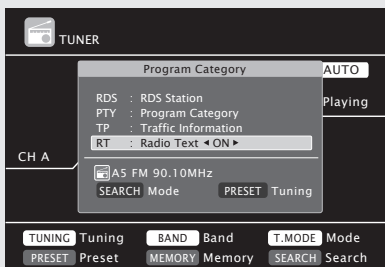 TUNER
Program Category
AUTO
RDS : RDS Station
Playing
PTY : Program Category
TP : Traffic Information
RT : Radio Text ◂ ON ▸
CH A
A5 FM 90.10MHz
SEARCH Mode PRESET Tuning
TUNING Tuning BAND Band T.MODE Mode
PRESET Preset MEMORY Memory SEARCH Search